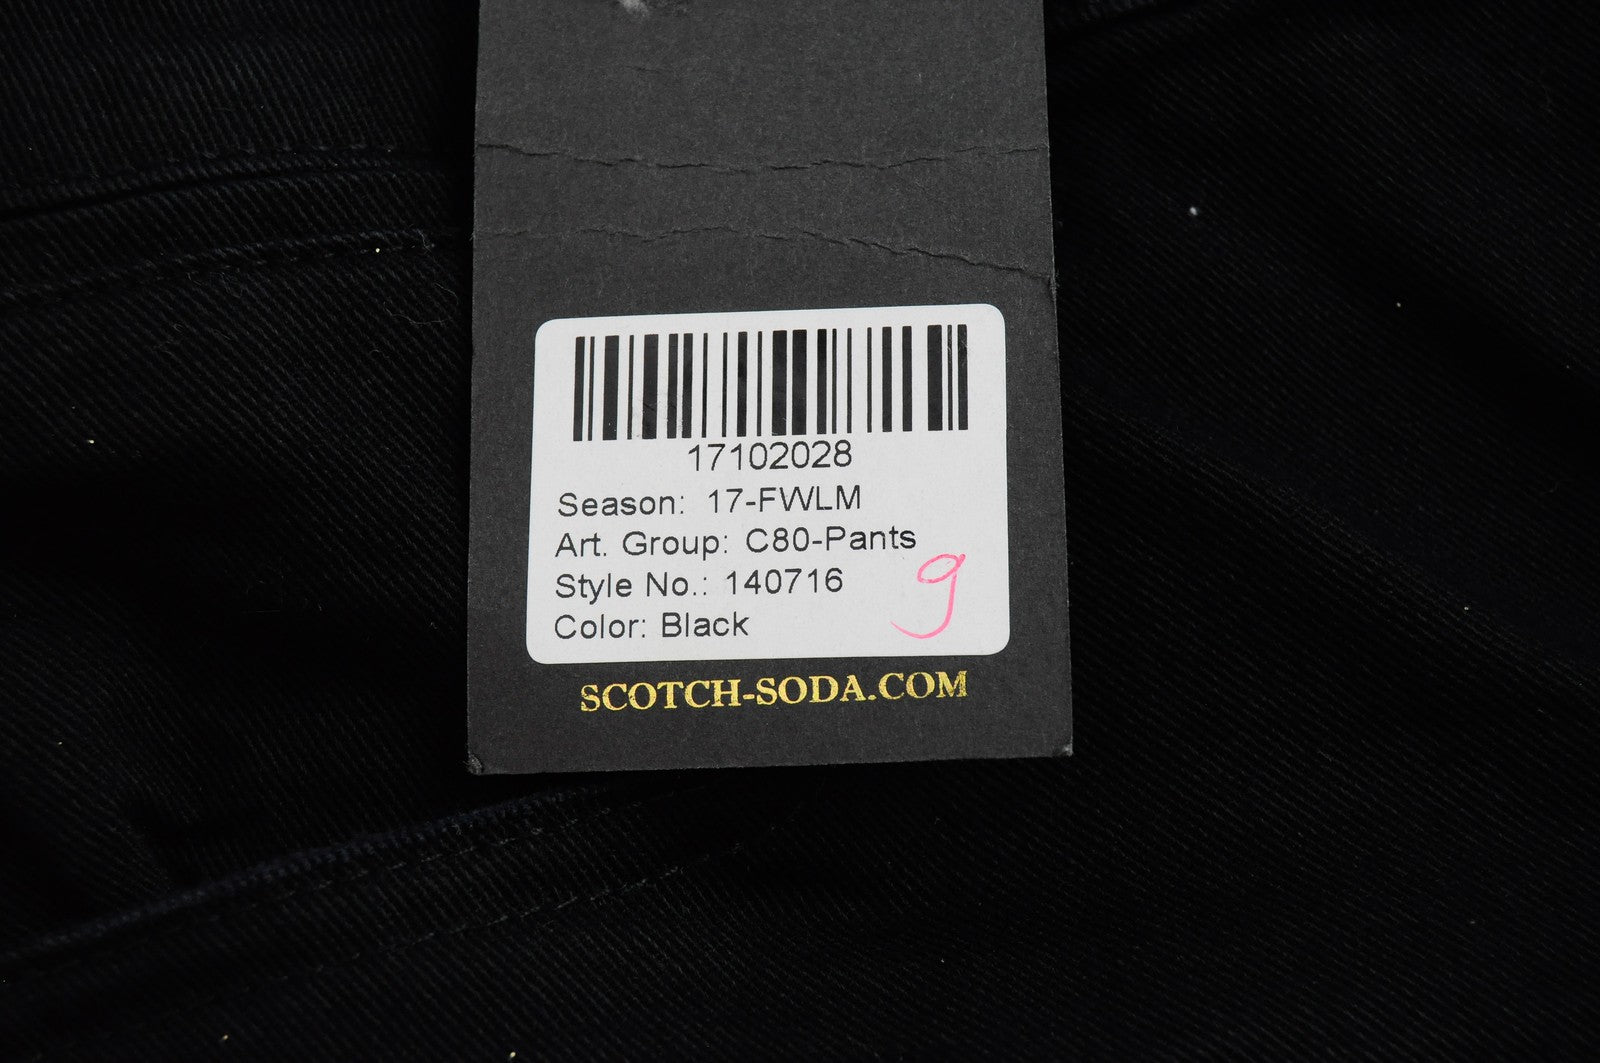 17102028
Season: 17-FWLM
Art. Group: C80-Pants
Style No.: 140716
Color: Black
9
SCOTCH-SODA.COM